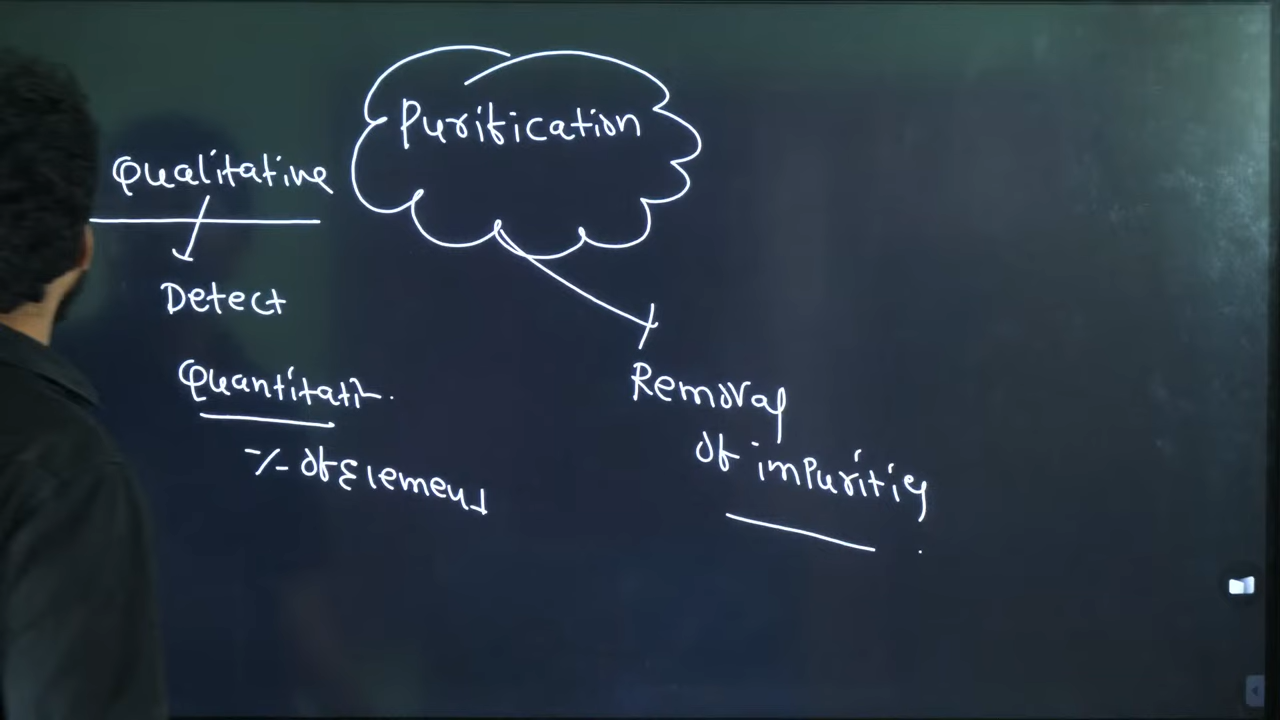 Purification
Qualitative
Detect
Quantitati
% of Element
Removal
of impurities